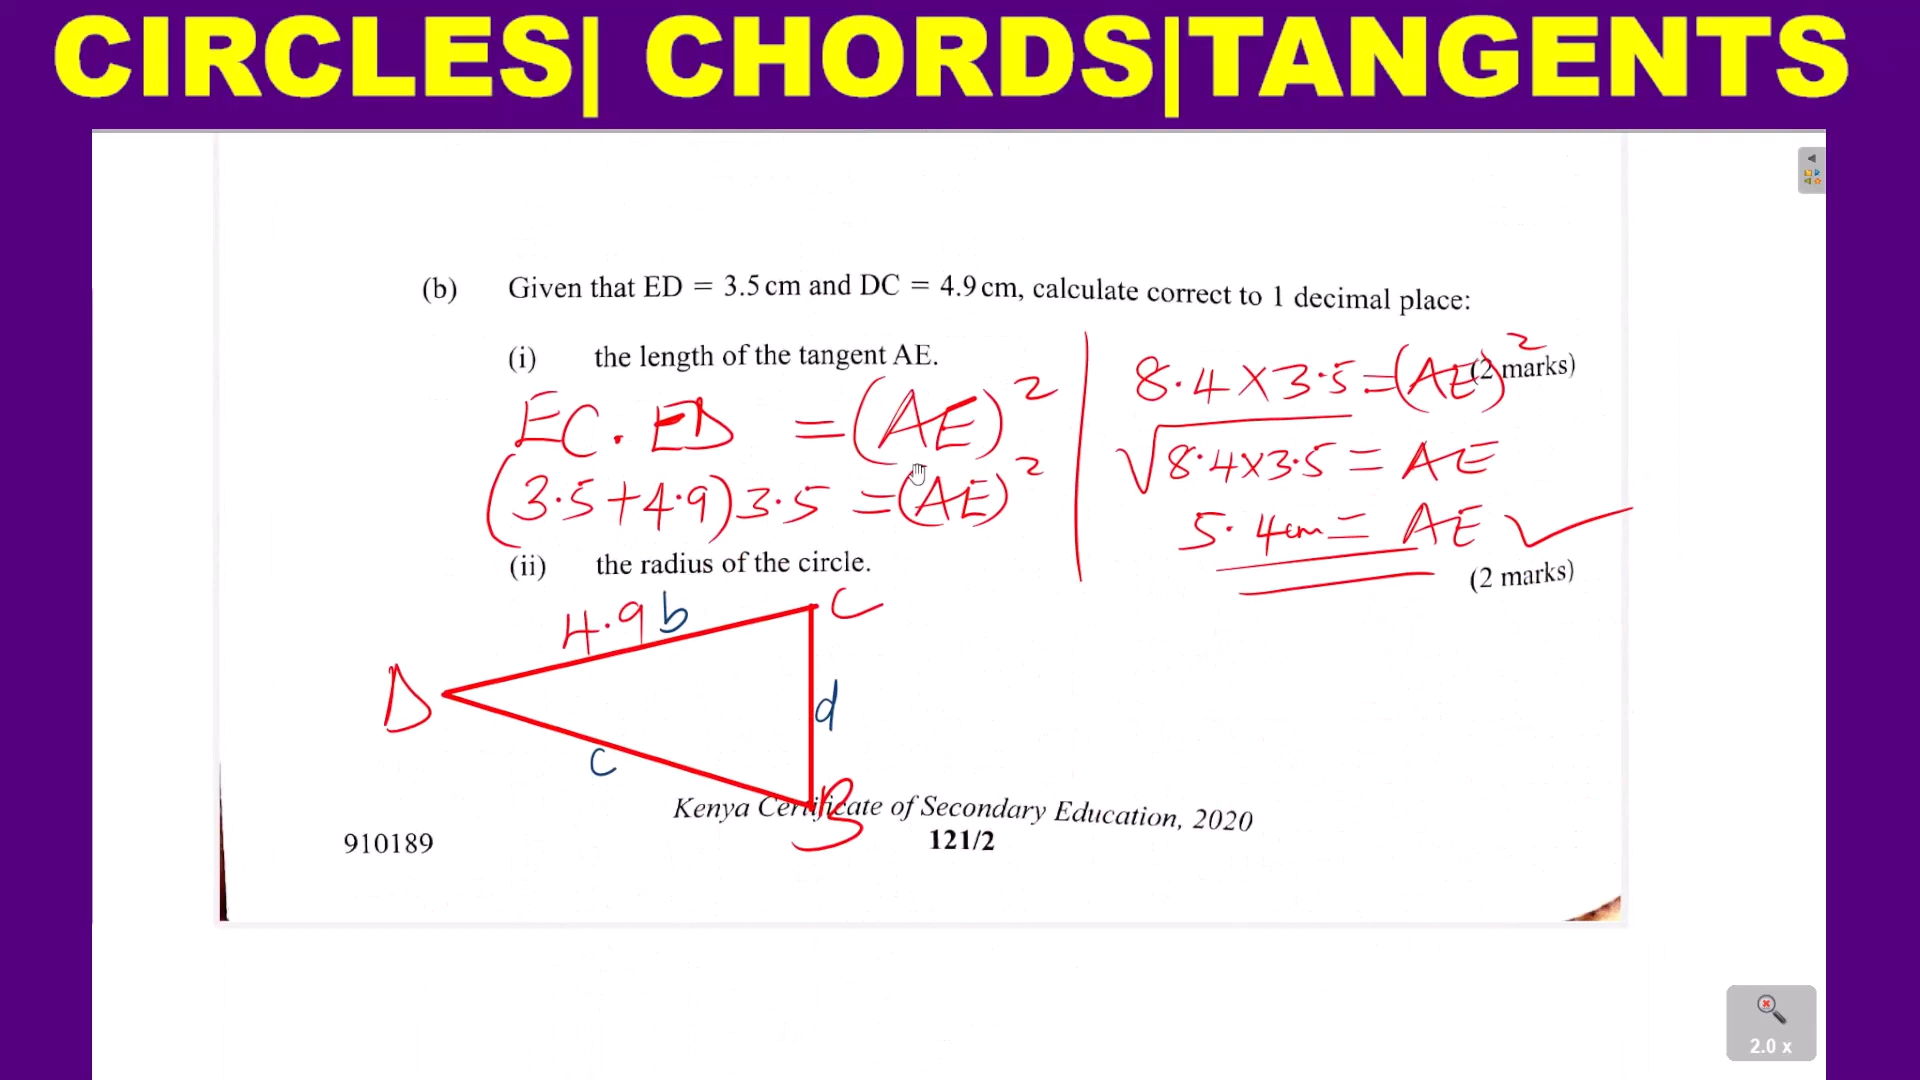 CIRCLES| CHORDS|TANGENTS
(b) Given that ED = 3.5 cm and DC = 4.9 cm, calculate correct to 1 decimal place:
(i) the length of the tangent AE. (2 marks)
EC . ED = (AE)²
(3.5+4.9)3.5 = (AE)²
8.4 X 3.5 = (AE)²
√8.4x3.5 = AE
5.4cm = AE ✓
(ii) the radius of the circle. (2 marks)
4.9 b C
D d
c
B
Kenya Certificate of Secondary Education, 2020
910189 121/2
2.0 x